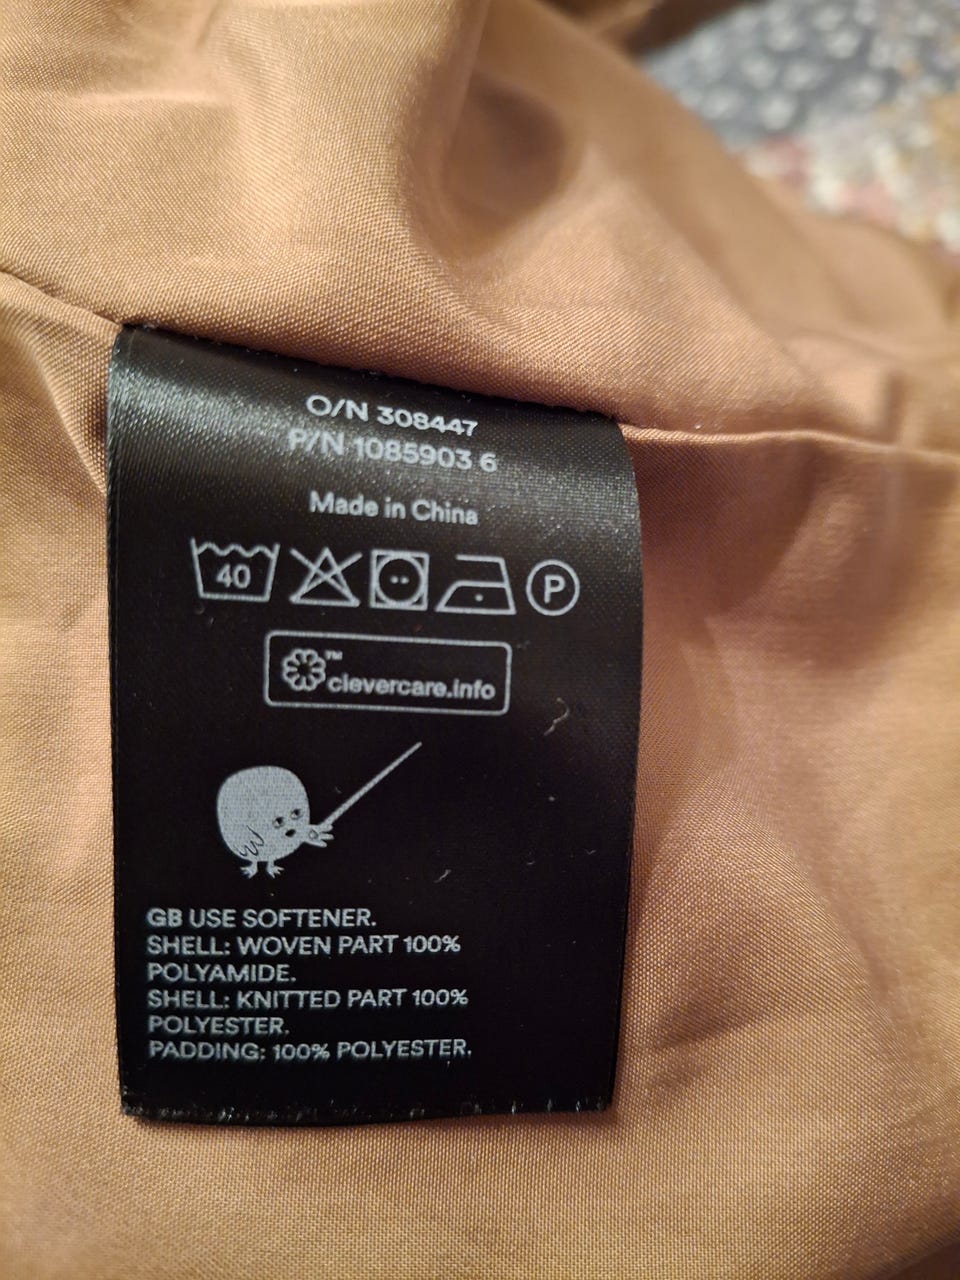 O/N 308447
P/N 1085903 6
Made in China
40 P
™ clevercare.info
GB USE SOFTENER.
SHELL: WOVEN PART 100%
POLYAMIDE.
SHELL: KNITTED PART 100%
POLYESTER.
PADDING: 100% POLYESTER.